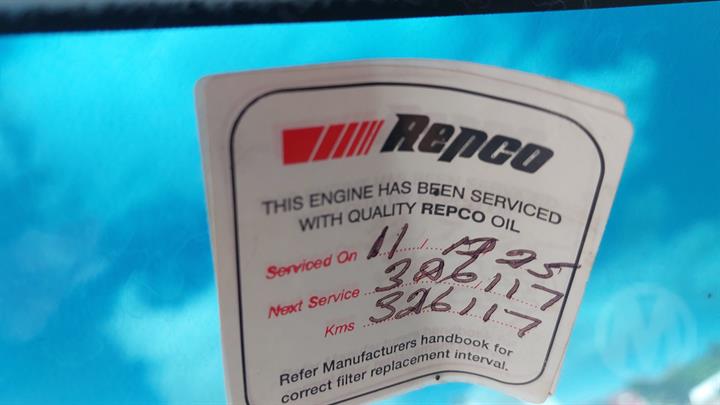 Repco
THIS ENGINE HAS BEEN SERVICED
WITH QUALITY REPCO OIL
Serviced On 11 / 25
Next Service 326117
Kms 326117
Refer Manufacturers handbook for
correct filter replacement interval.